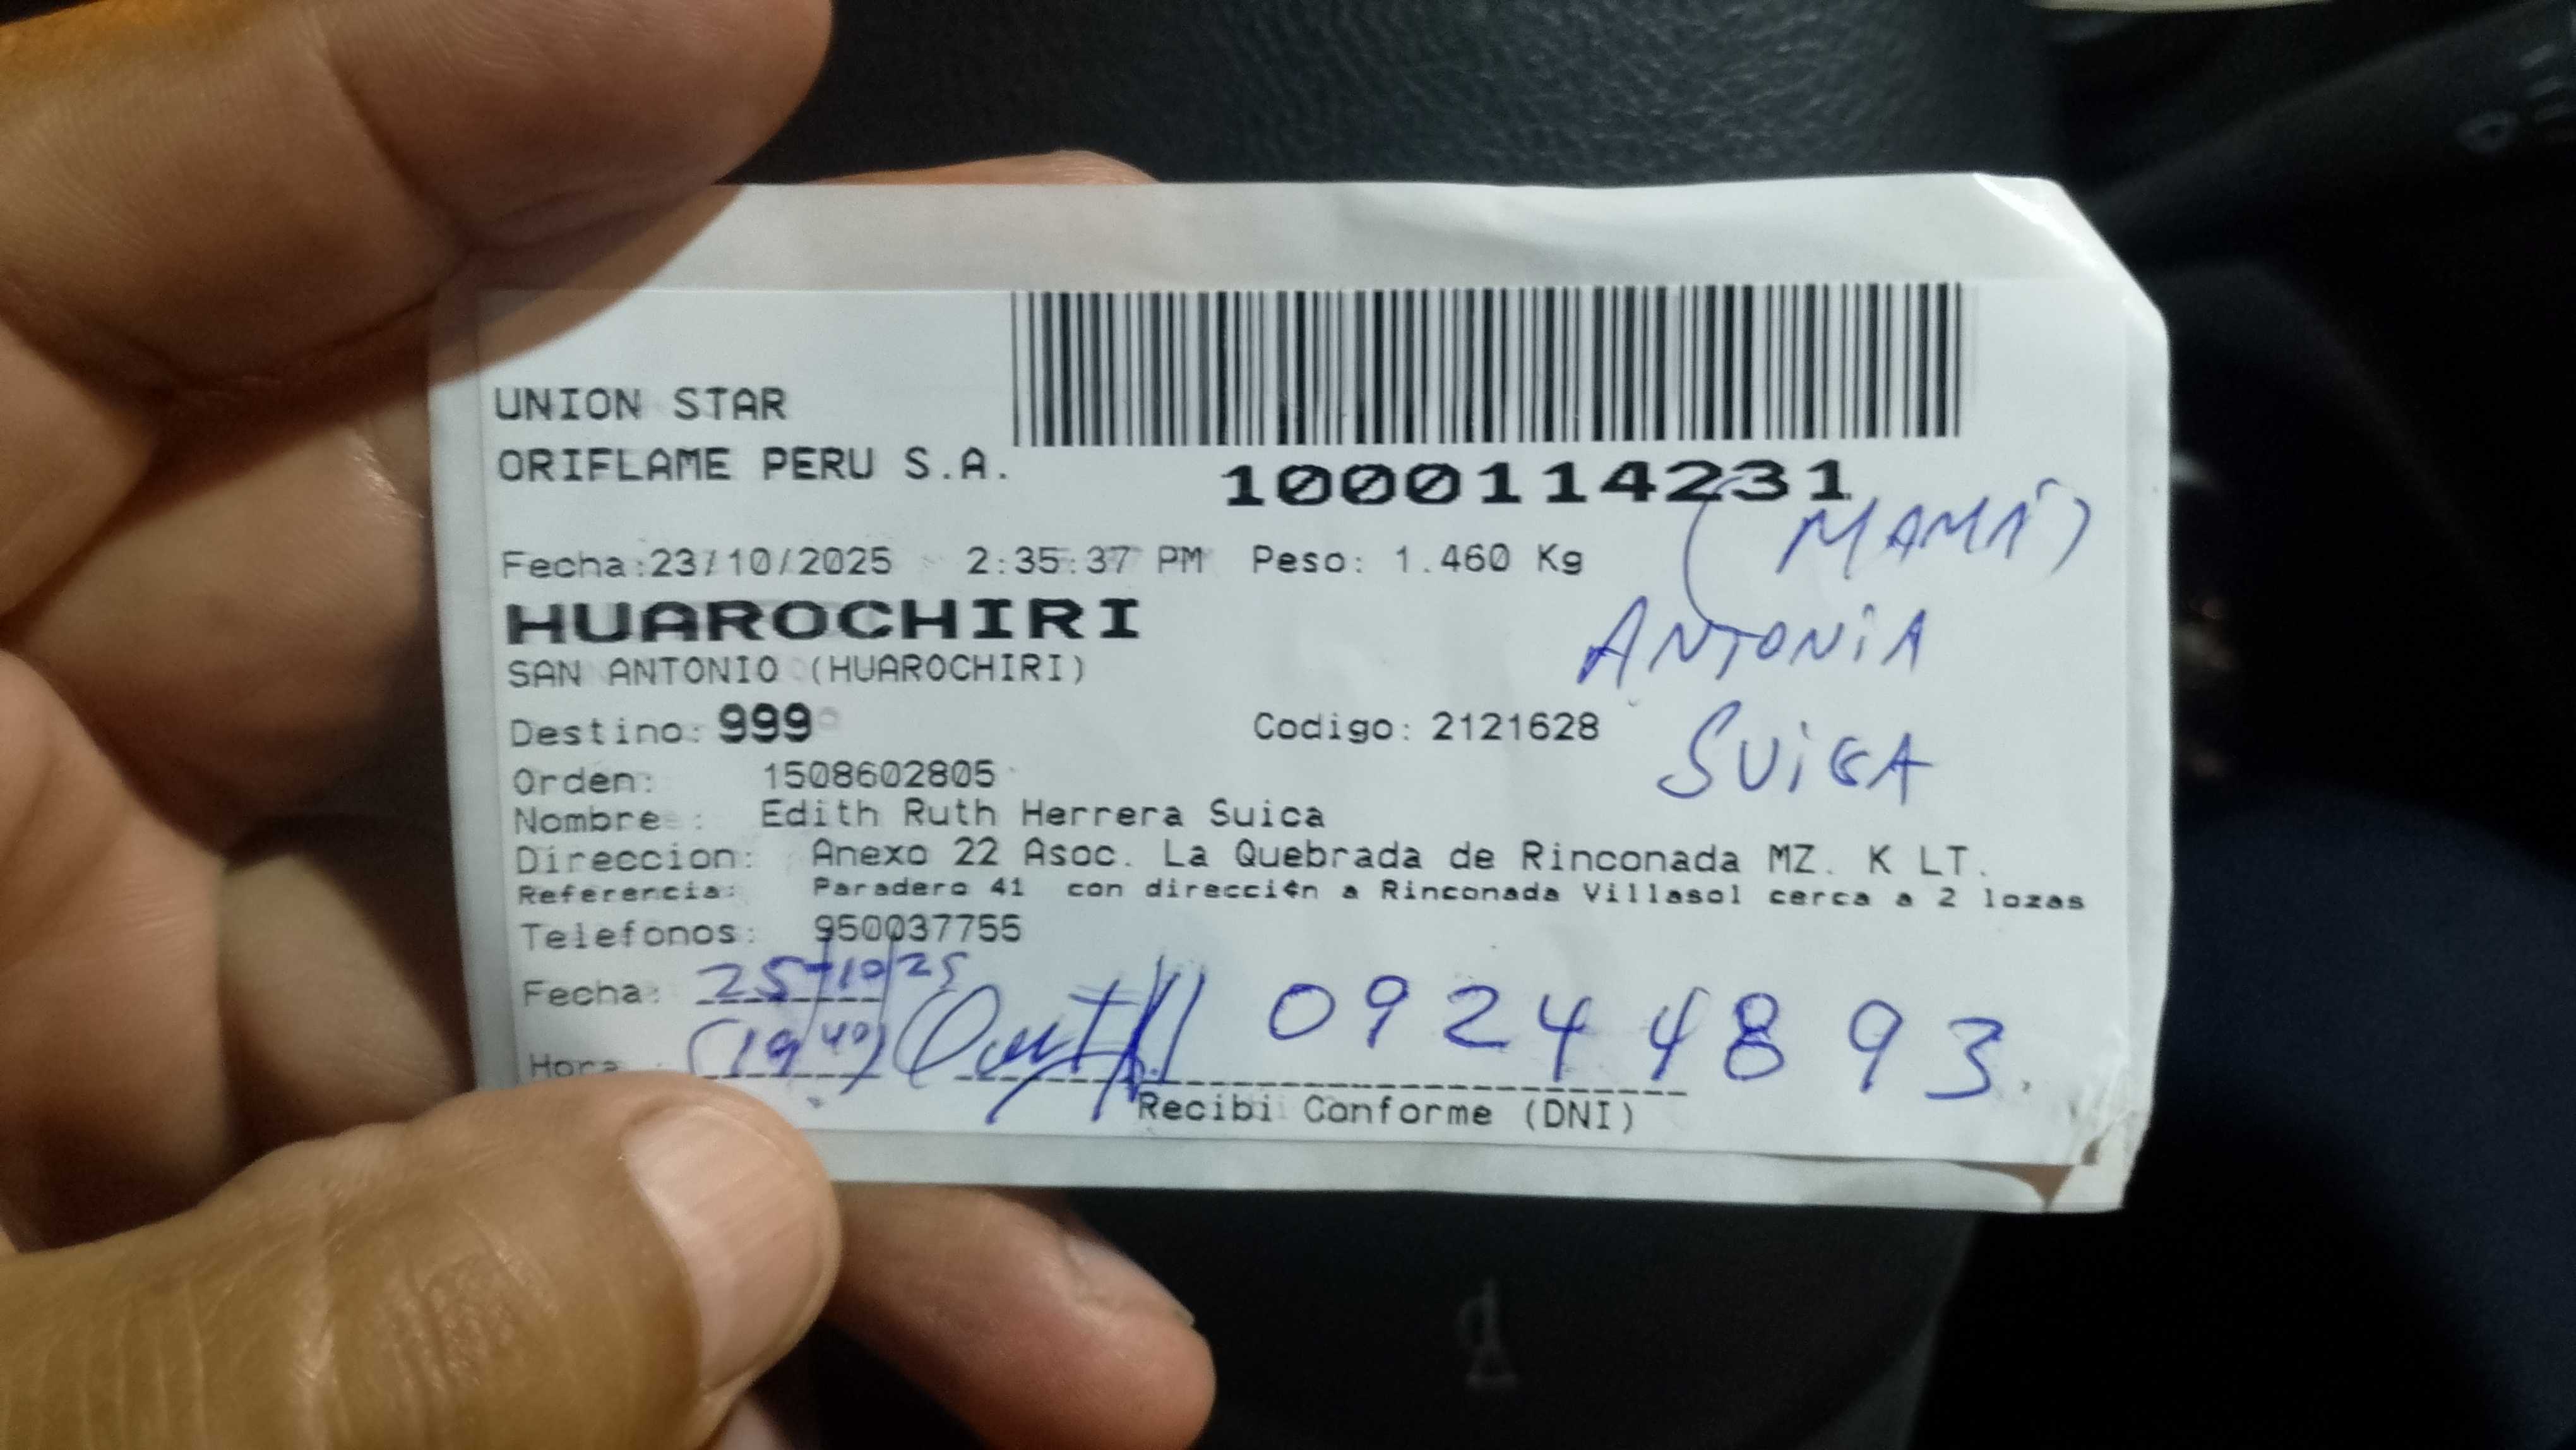 UNION STAR
ORIFLAME PERU S.A.
1000114231
Fecha:23/10/2025 2:35:37 PM Peso: 1.460 Kg
(MAMÁ)
HUAROCHIRI
ANTONIA
SAN ANTONIO (HUAROCHIRI)
Destino: 999 Codigo: 2121628
SUICA
Orden: 1508602805
Nombre : Edith Ruth Herrera Suica
Direccion: Anexo 22 Asoc. La Quebrada de Rinconada MZ. K LT.
Referencia: Paradero 41 con direcci¢n a Rinconada Villasol cerca a 2 lozas
Telefonos: 950037755
Fecha: 25/10/25
Hora (19 40) 09244893.
Recibi Conforme (DNI)